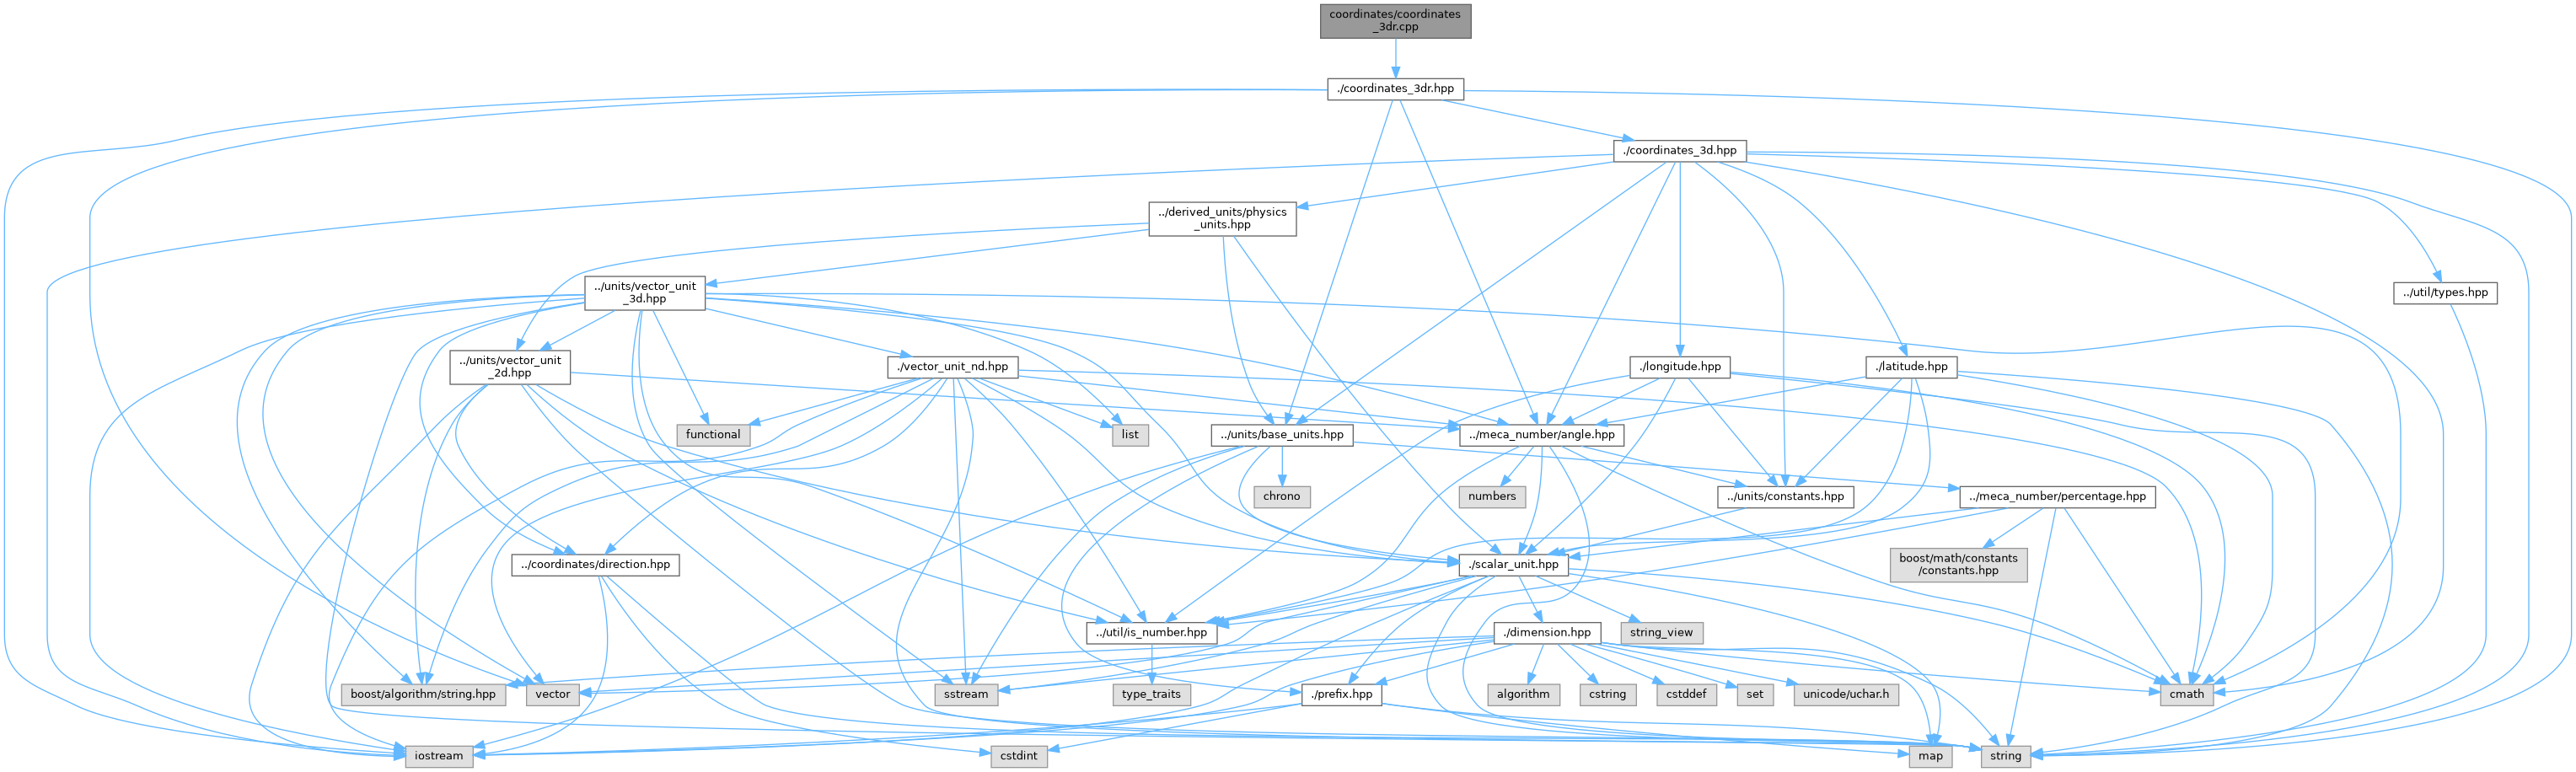 coordinates/coordinates
_3dr.cpp
./coordinates_3dr.hpp
./coordinates_3d.hpp
../derived_units/physics
_units.hpp
../units/vector_unit
_3d.hpp
../util/types.hpp
../units/vector_unit
_2d.hpp
./vector_unit_nd.hpp
./longitude.hpp
./latitude.hpp
functional
list
../units/base_units.hpp
../meca_number/angle.hpp
chrono
numbers
../units/constants.hpp
../meca_number/percentage.hpp
../coordinates/direction.hpp
./scalar_unit.hpp
boost/math/constants
/constants.hpp
../util/is_number.hpp
./dimension.hpp
string_view
boost/algorithm/string.hpp
vector
sstream
type_traits
./prefix.hpp
algorithm
cstring
cstddef
set
unicode/uchar.h
cmath
iostream
cstdint
map
string